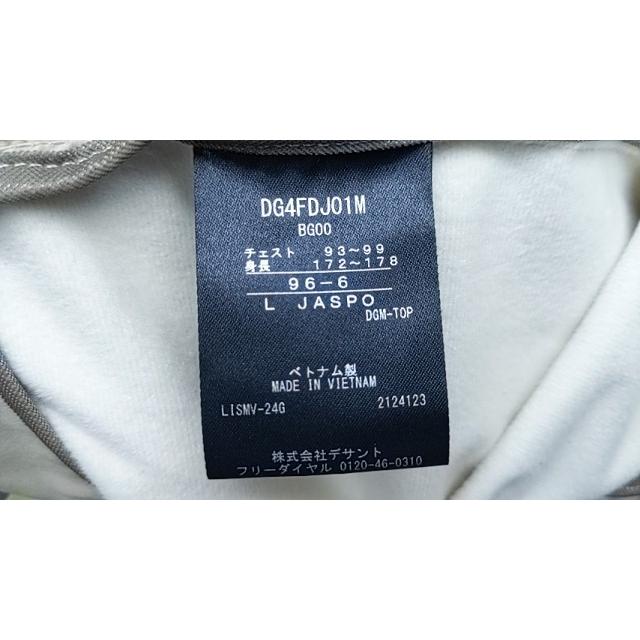 DG4FDJ01M
BG00
チェスト 93~99
身長 172~178
96-6
L JASPO
DGM-TOP
ベトナム製
MADE IN VIETNAM
LISMV-24G 2124123
株式会社デサント
フリーダイヤル 0120-46-0310